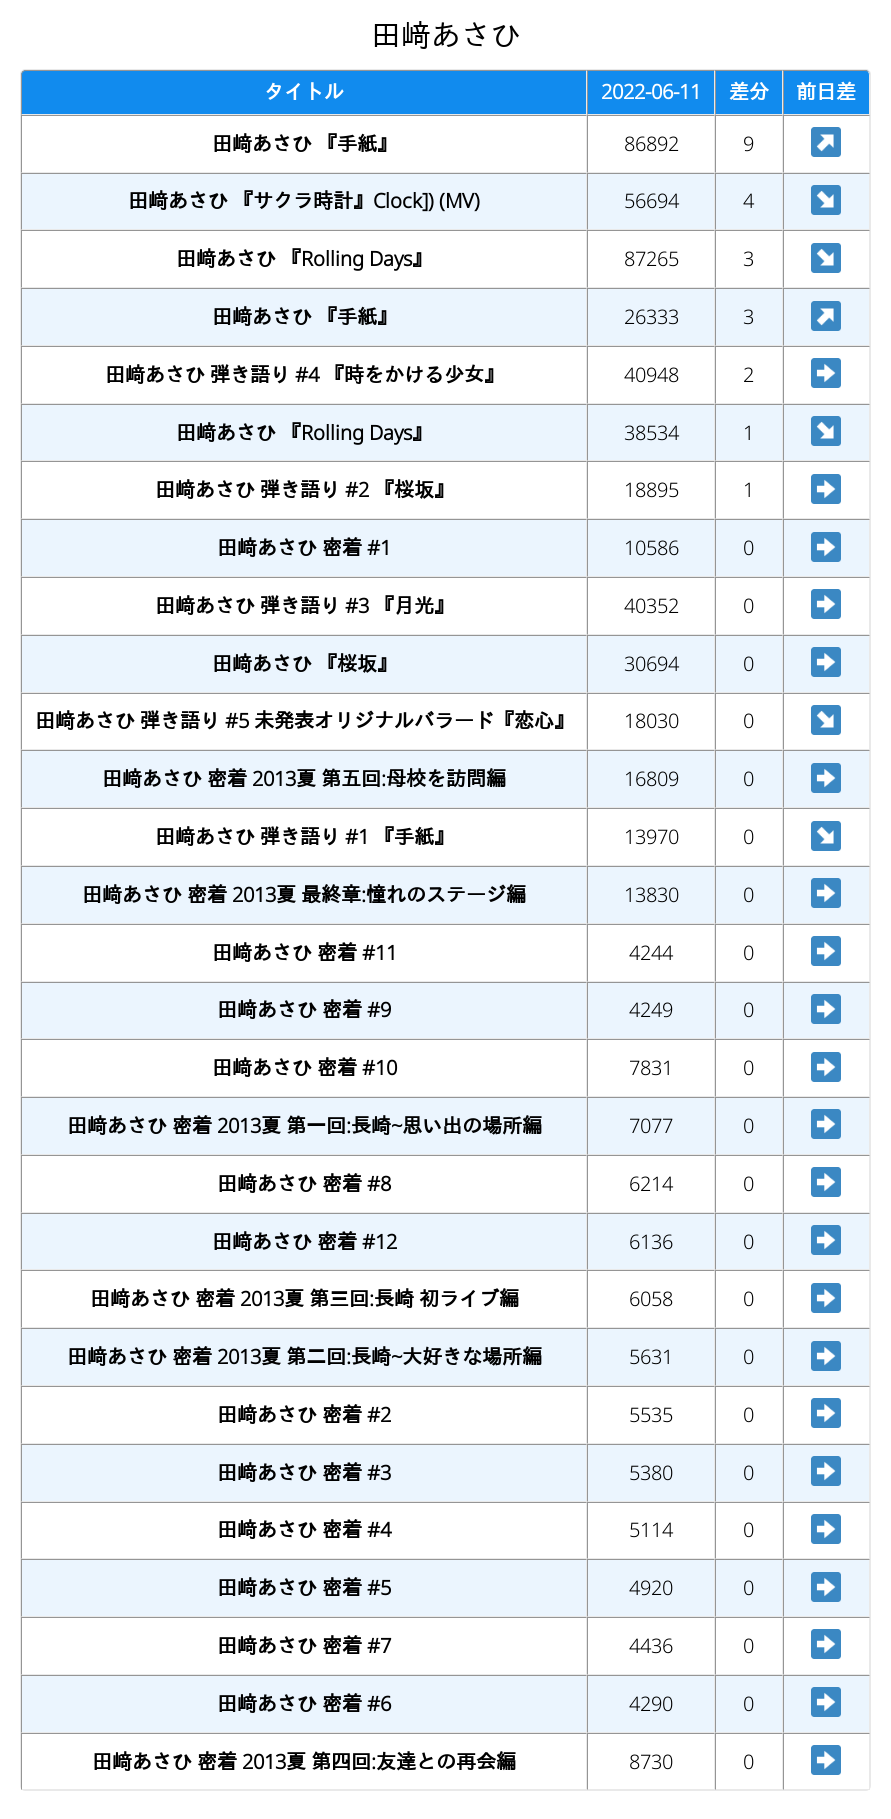 田﨑あさひ
タイトル 2022-06-11 差分 前日差
田﨑あさひ 『手紙』 86892 9
田﨑あさひ 『サクラ時計』Clock]) (MV) 56694 4
田﨑あさひ 『Rolling Days』 87265 3
田﨑あさひ 『手紙』 26333 3
田﨑あさひ 弾き語り #4 『時をかける少女』 40948 2
田﨑あさひ 『Rolling Days』 38534 1
田﨑あさひ 弾き語り #2 『桜坂』 18895 1
田﨑あさひ 密着 #1 10586 0
田﨑あさひ 弾き語り #3 『月光』 40352 0
田﨑あさひ 『桜坂』 30694 0
田﨑あさひ 弾き語り #5 未発表オリジナルバラード『恋心』 18030 0
田﨑あさひ 密着 2013夏 第五回:母校を訪問編 16809 0
田﨑あさひ 弾き語り #1 『手紙』 13970 0
田﨑あさひ 密着 2013夏 最終章:憧れのステージ編 13830 0
田﨑あさひ 密着 #11 4244 0
田﨑あさひ 密着 #9 4249 0
田﨑あさひ 密着 #10 7831 0
田﨑あさひ 密着 2013夏 第一回:長崎~思い出の場所編 7077 0
田﨑あさひ 密着 #8 6214 0
田﨑あさひ 密着 #12 6136 0
田﨑あさひ 密着 2013夏 第三回:長崎 初ライブ編 6058 0
田﨑あさひ 密着 2013夏 第二回:長崎~大好きな場所編 5631 0
田﨑あさひ 密着 #2 5535 0
田﨑あさひ 密着 #3 5380 0
田﨑あさひ 密着 #4 5114 0
田﨑あさひ 密着 #5 4920 0
田﨑あさひ 密着 #7 4436 0
田﨑あさひ 密着 #6 4290 0
田﨑あさひ 密着 2013夏 第四回:友達との再会編 8730 0